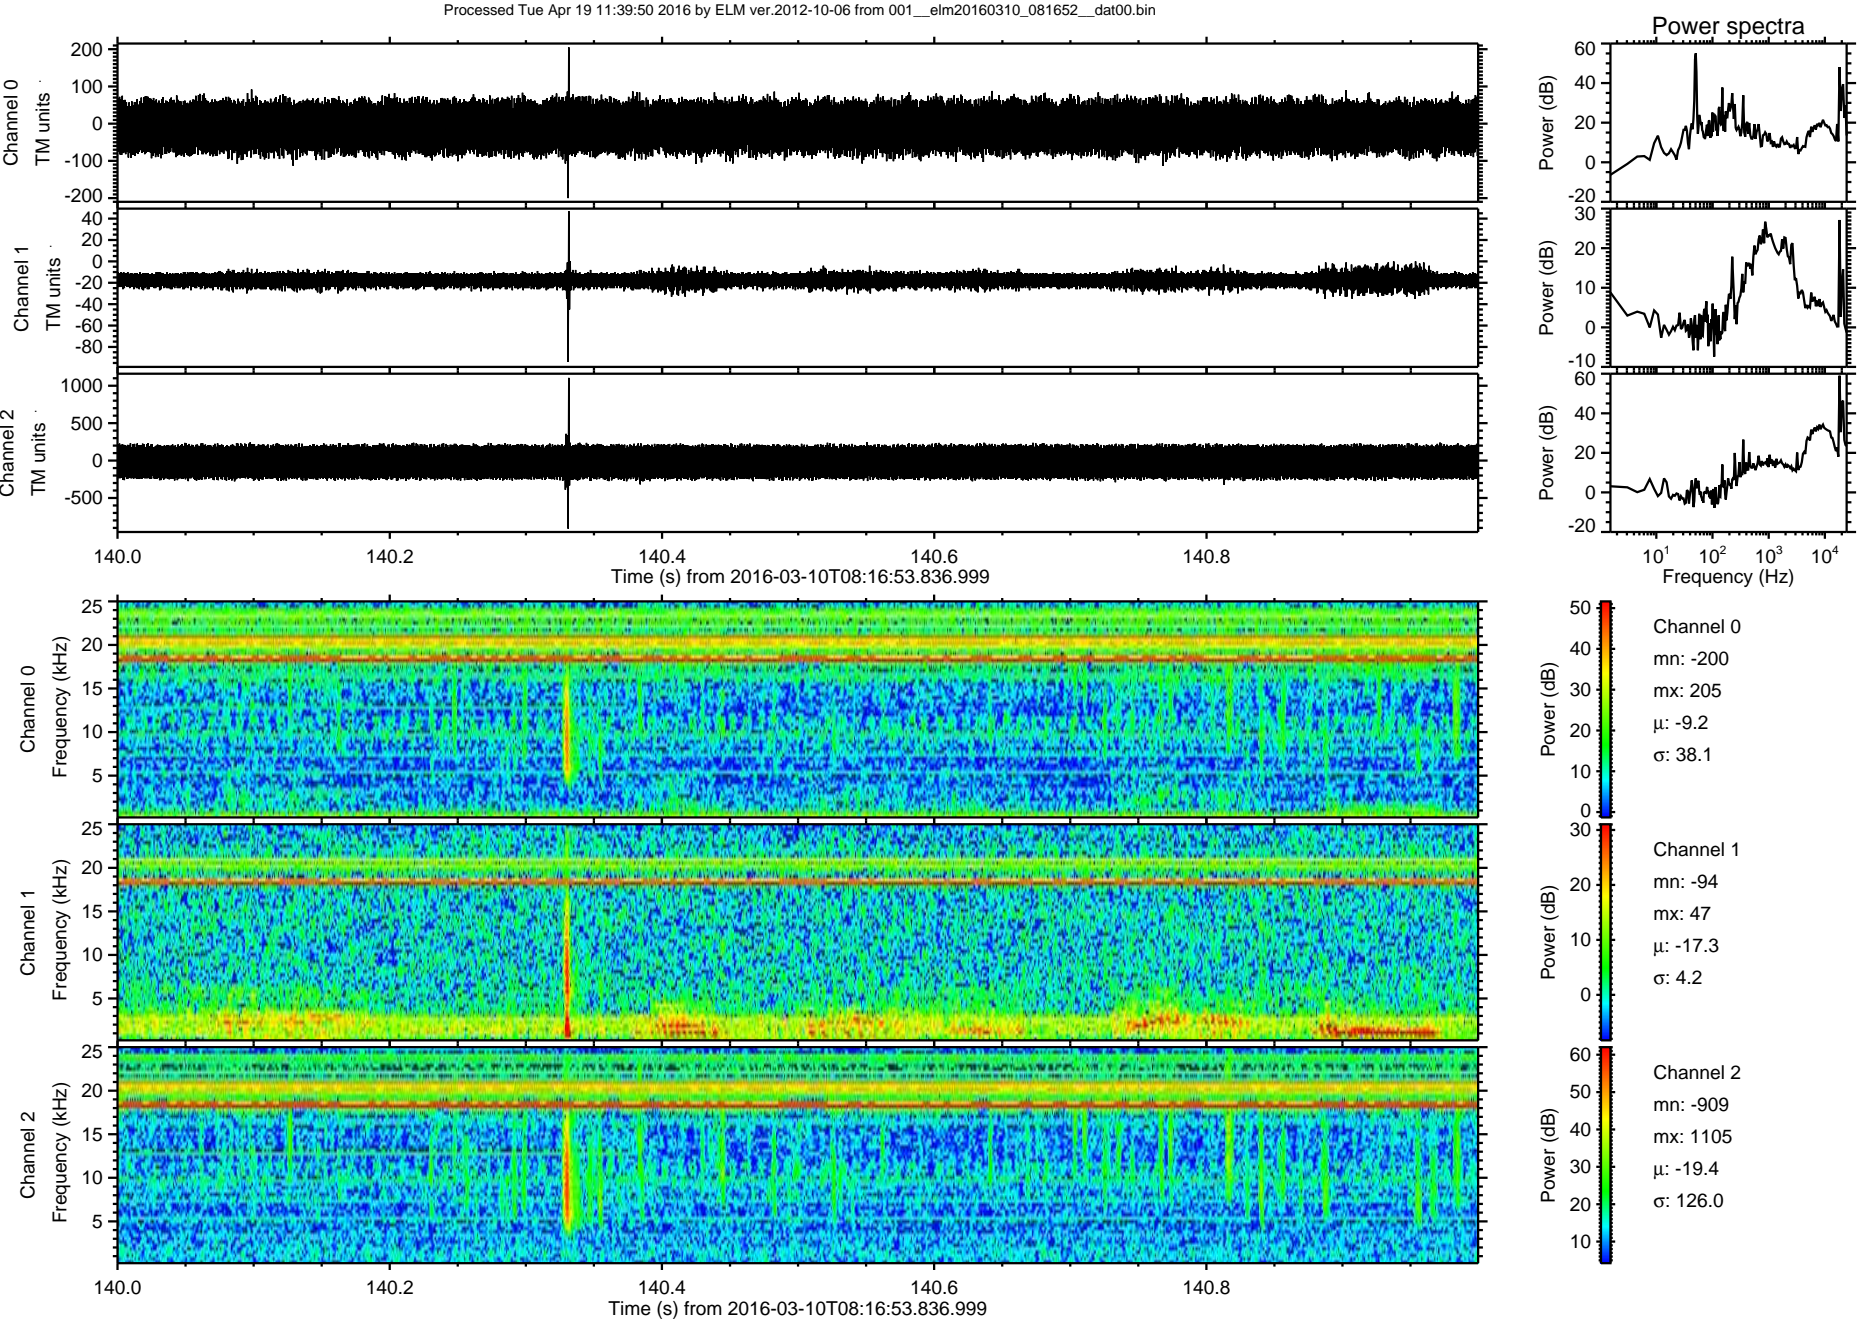 Processed Tue Apr 19 11:39:50 2016 by ELM ver.2012-10-06 from 001__elm20160310_081652__dat00.bin
Power spectra
Channel 0
TM units
200
100
0
-100
-200
Power (dB)
60
40
20
0
-20
Channel 1
TM units
40
20
0
-20
-40
-60
-80
Power (dB)
30
20
10
0
-10
Channel 2
TM units
1000
500
0
-500
Power (dB)
60
40
20
0
-20
140.0 140.2 140.4 140.6 140.8
Time (s) from 2016-03-10T08:16:53.836.999
10¹ 10² 10³ 10⁴
Frequency (Hz)
Channel 0
Frequency (kHz)
25
20
15
10
5
Power (dB)
50
40
30
20
10
0
Channel 0
mn: -200
mx: 205
μ: -9.2
σ: 38.1
Channel 1
Frequency (kHz)
25
20
15
10
5
Power (dB)
30
20
10
0
Channel 1
mn: -94
mx: 47
μ: -17.3
σ: 4.2
Channel 2
Frequency (kHz)
25
20
15
10
5
Power (dB)
60
50
40
30
20
10
Channel 2
mn: -909
mx: 1105
μ: -19.4
σ: 126.0
140.0 140.2 140.4 140.6 140.8
Time (s) from 2016-03-10T08:16:53.836.999